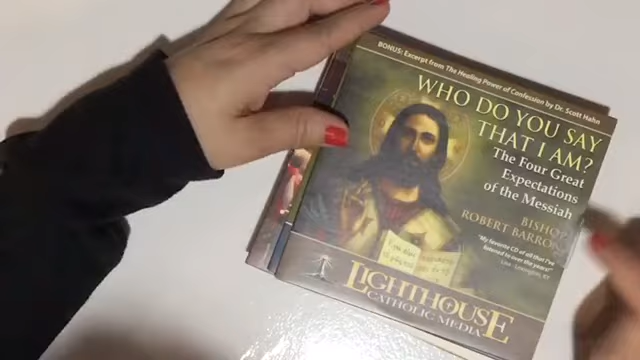 BONUS: Excerpt from The Healing Power of Confession by Dr. Scott Hahn
WHO DO YOU SAY
THAT I AM?
The Four Great
Expectations
of the Messiah
BISHOP
ROBERT BARRON
"My favorite CD of all that I've
listened to over the years!"
LIGHTHOUSE
CATHOLIC MEDIA